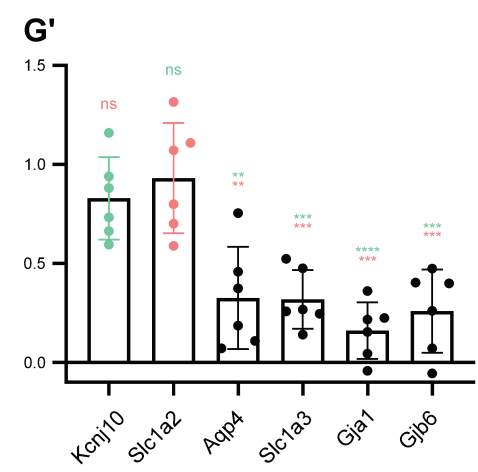 G'
1.5
ns
ns
1.0
**
**
***
***
****
***
***
***
0.5
0.0
Kcnj10
Slc1a2
Aqp4
Slc1a3
Gja1
Gjb6